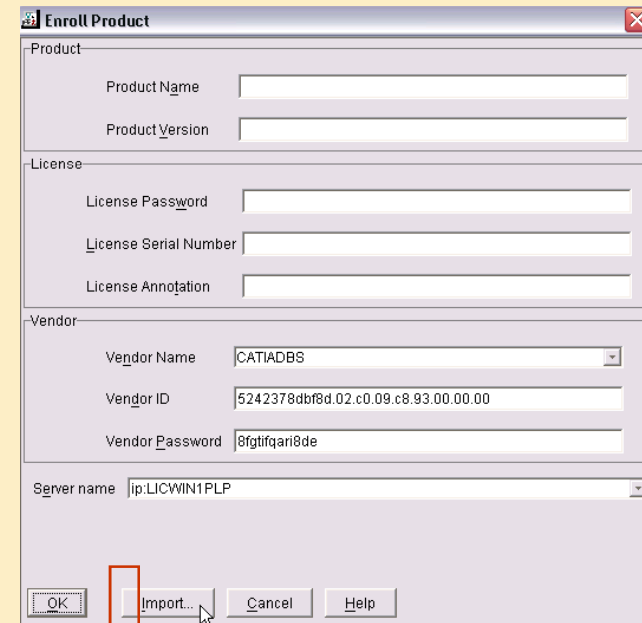 Enroll Product
Product
Product Name
Product Version
License
License Password
License Serial Number
License Annotation
Vendor
Vendor Name CATIADBS
Vendor ID 5242378dbf8d.02.c0.09.c8.93.00.00.00
Vendor Password 8fgtifqari8de
Server name ip:LICWIN1PLP
OK Import... Cancel Help